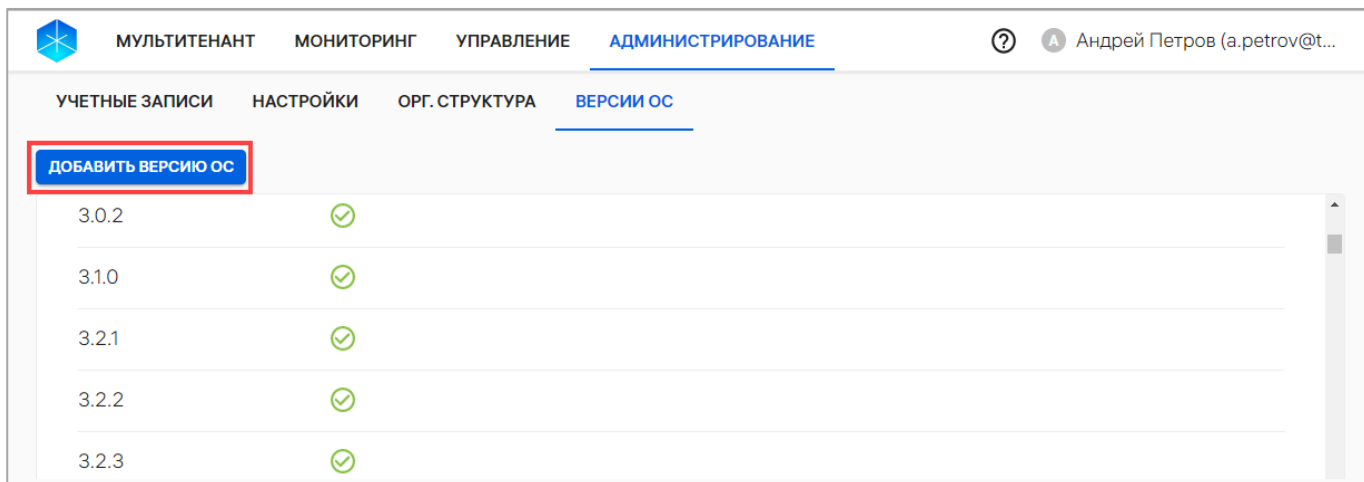 МУЛЬТИТЕНАНТ МОНИТОРИНГ УПРАВЛЕНИЕ АДМИНИСТРИРОВАНИЕ ? А Андрей Петров (a.petrov@t...
УЧЕТНЫЕ ЗАПИСИ НАСТРОЙКИ ОРГ. СТРУКТУРА ВЕРСИИ ОС
ДОБАВИТЬ ВЕРСИЮ ОС
3.0.2
3.1.0
3.2.1
3.2.2
3.2.3